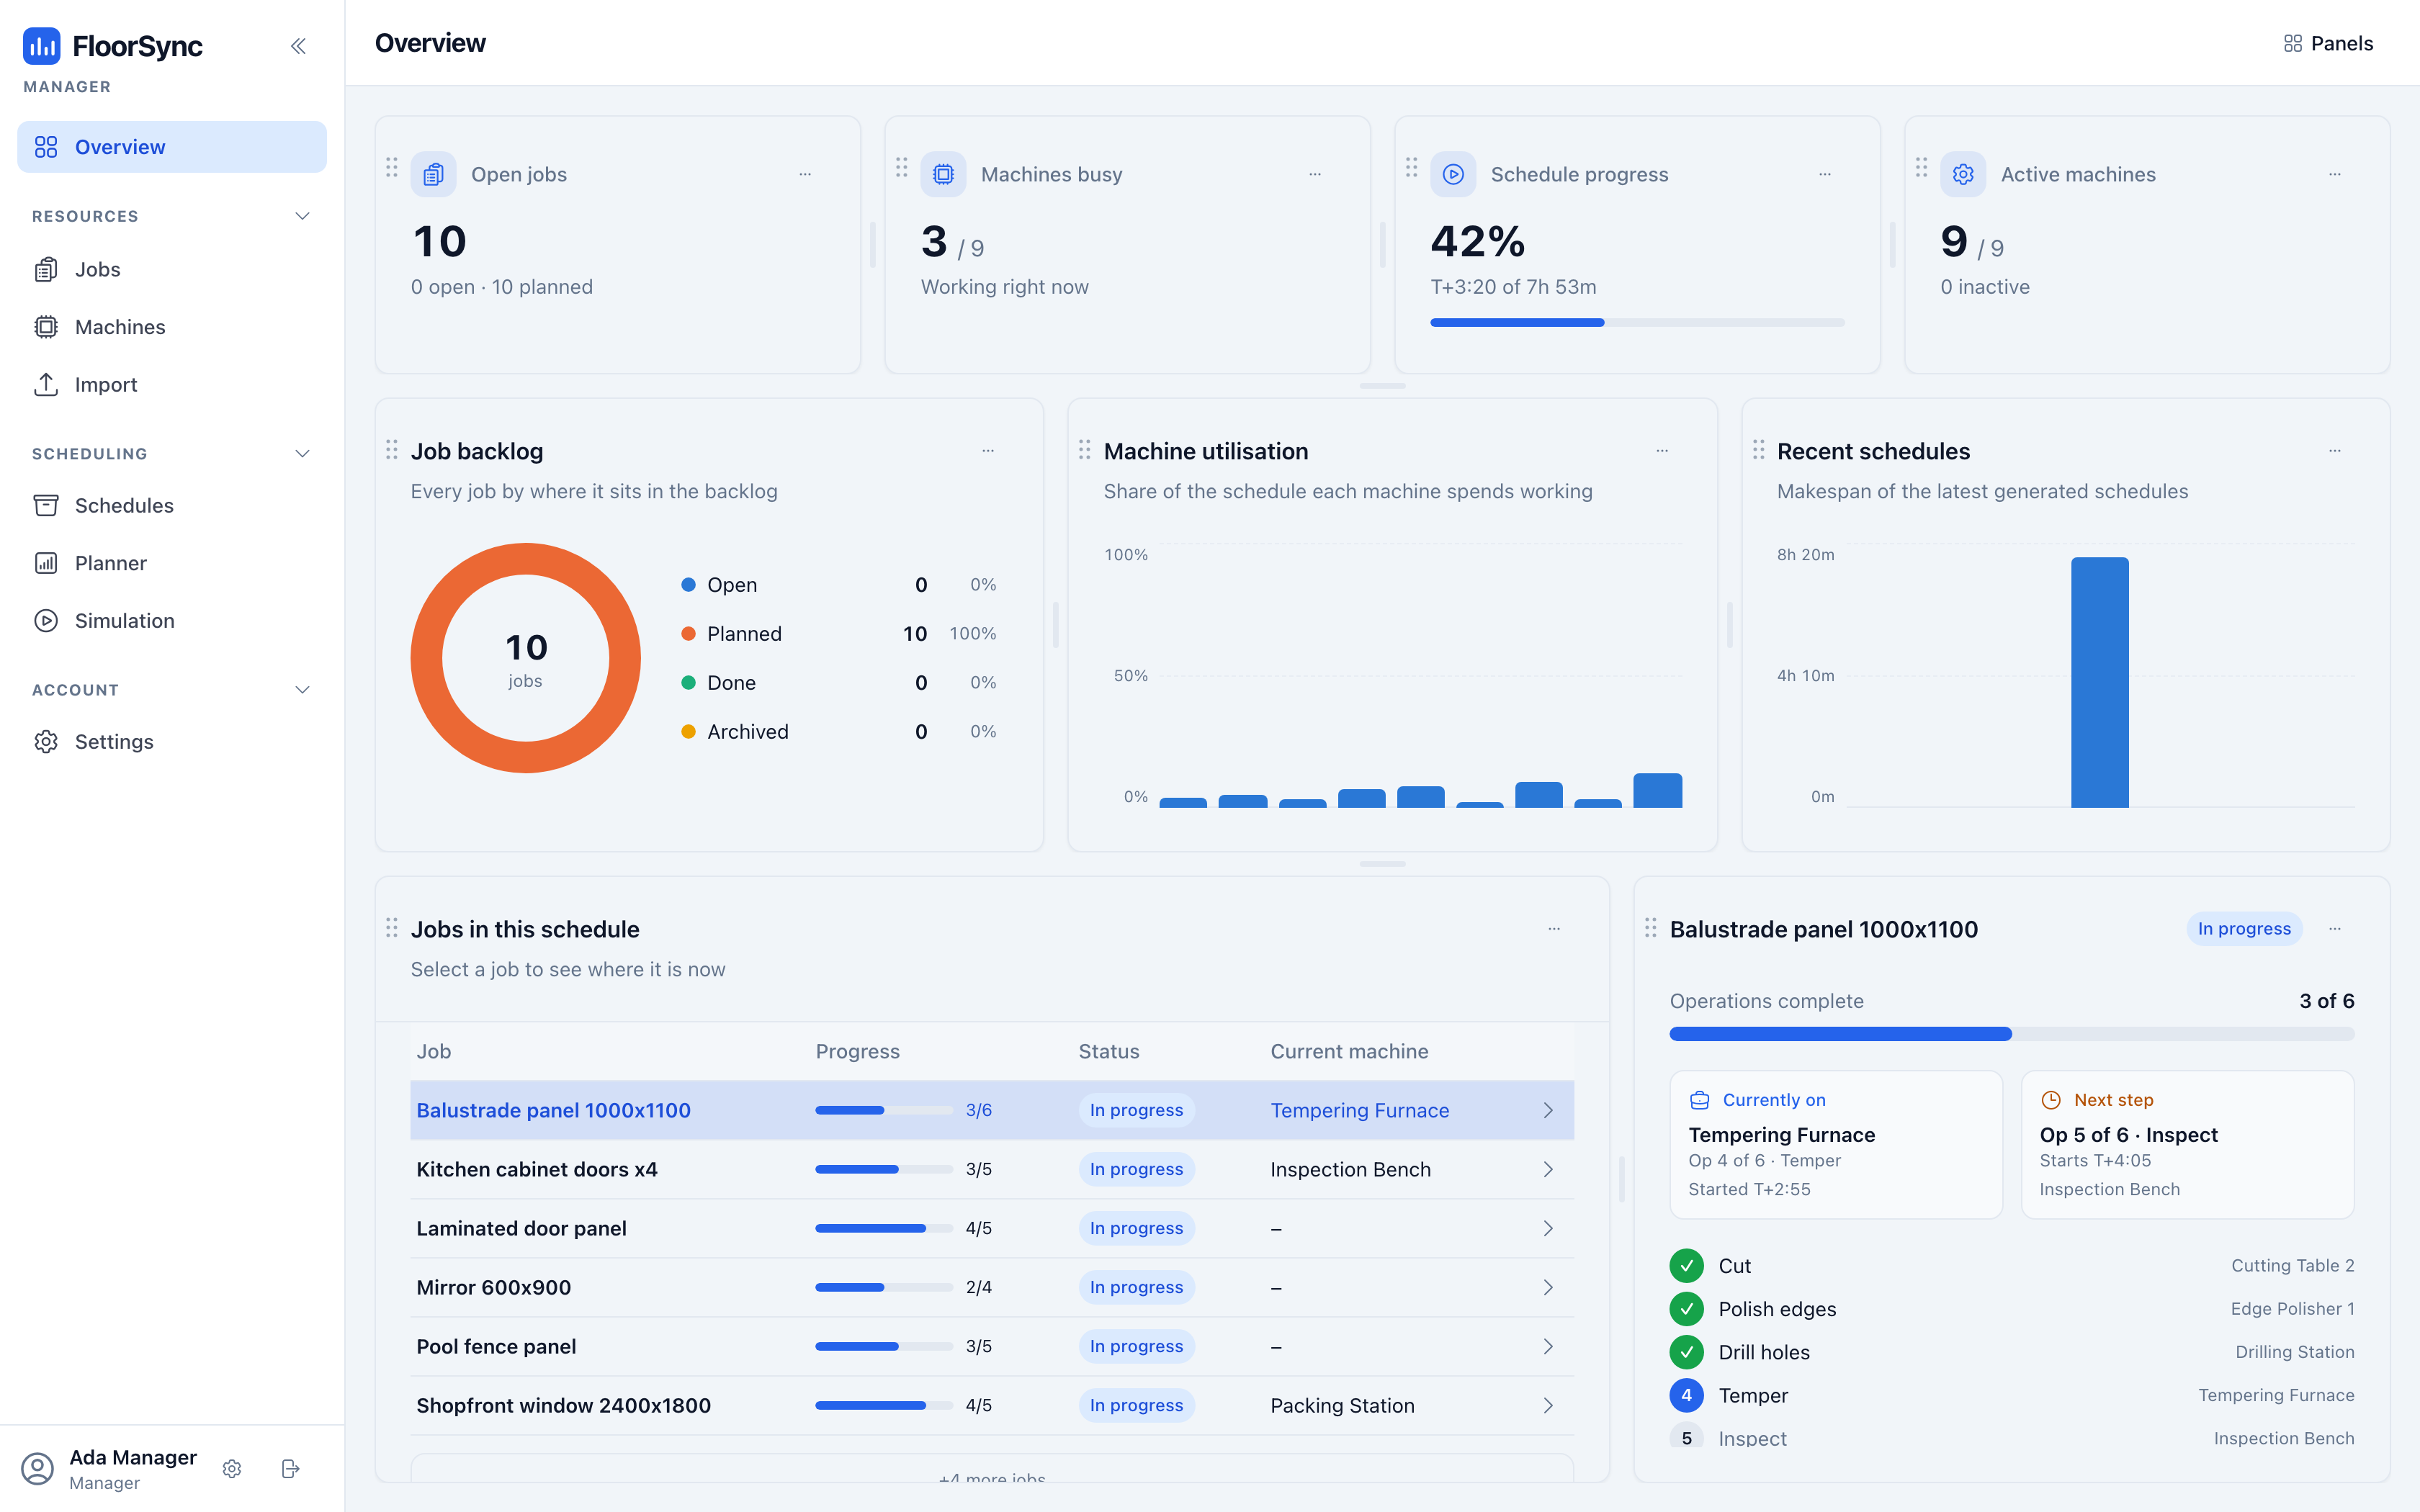 FloorSync
MANAGER
Overview
RESOURCES
Jobs
Machines
Import
SCHEDULING
Schedules
Planner
Simulation
ACCOUNT
Settings
Ada Manager
Manager
Overview
Panels
Open jobs
10
0 open · 10 planned
Machines busy
3 / 9
Working right now
Schedule progress
42%
T+3:20 of 7h 53m
Active machines
9 / 9
0 inactive
Job backlog
Every job by where it sits in the backlog
10
jobs
Open 0 0%
Planned 10 100%
Done 0 0%
Archived 0 0%
Machine utilisation
Share of the schedule each machine spends working
100%
50%
0%
Recent schedules
Makespan of the latest generated schedules
8h 20m
4h 10m
0m
Jobs in this schedule
Select a job to see where it is now
Job Progress Status Current machine
Balustrade panel 1000x1100 3/6 In progress Tempering Furnace
Kitchen cabinet doors x4 3/5 In progress Inspection Bench
Laminated door panel 4/5 In progress –
Mirror 600x900 2/4 In progress –
Pool fence panel 3/5 In progress –
Shopfront window 2400x1800 4/5 In progress Packing Station
+4 more jobs
Balustrade panel 1000x1100 In progress
Operations complete 3 of 6
Currently on
Tempering Furnace
Op 4 of 6 · Temper
Started T+2:55
Next step
Op 5 of 6 · Inspect
Starts T+4:05
Inspection Bench
Cut Cutting Table 2
Polish edges Edge Polisher 1
Drill holes Drilling Station
4 Temper Tempering Furnace
5 Inspect Inspection Bench